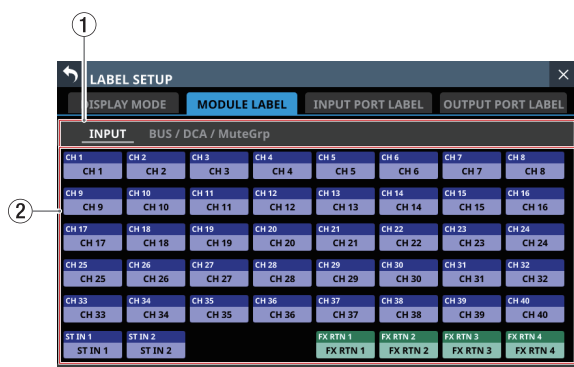 1
LABEL SETUP
DISPLAY MODE MODULE LABEL INPUT PORT LABEL OUTPUT PORT LABEL
INPUT BUS / DCA / MuteGrp
CH 1 CH 2 CH 3 CH 4 CH 5 CH 6 CH 7 CH 8
CH 1 CH 2 CH 3 CH 4 CH 5 CH 6 CH 7 CH 8
CH 9 CH 10 CH 11 CH 12 CH 13 CH 14 CH 15 CH 16
2
CH 9 CH 10 CH 11 CH 12 CH 13 CH 14 CH 15 CH 16
CH 17 CH 18 CH 19 CH 20 CH 21 CH 22 CH 23 CH 24
CH 17 CH 18 CH 19 CH 20 CH 21 CH 22 CH 23 CH 24
CH 25 CH 26 CH 27 CH 28 CH 29 CH 30 CH 31 CH 32
CH 25 CH 26 CH 27 CH 28 CH 29 CH 30 CH 31 CH 32
CH 33 CH 34 CH 35 CH 36 CH 37 CH 38 CH 39 CH 40
CH 33 CH 34 CH 35 CH 36 CH 37 CH 38 CH 39 CH 40
ST IN 1 ST IN 2 FX RTN 1 FX RTN 2 FX RTN 3 FX RTN 4
ST IN 1 ST IN 2 FX RTN 1 FX RTN 2 FX RTN 3 FX RTN 4